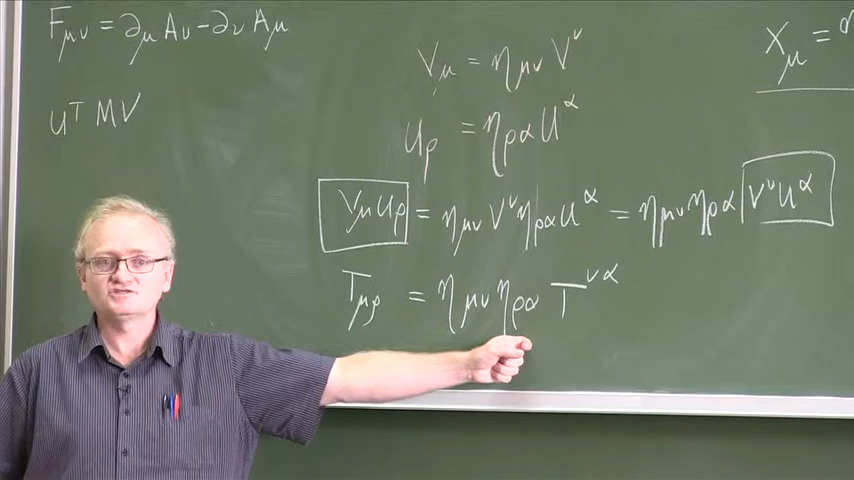 F_μν = ∂_μ A_ν − ∂_ν A_μ
U^T M V
V_μ = η_μν V^ν
U_ρ = η_ρα U^α
V_μ U_ρ = η_μν V^ν η_ρα U^α = η_μν η_ρα V^ν U^α
T_μρ = η_μν η_ρα T^να
X_μ =